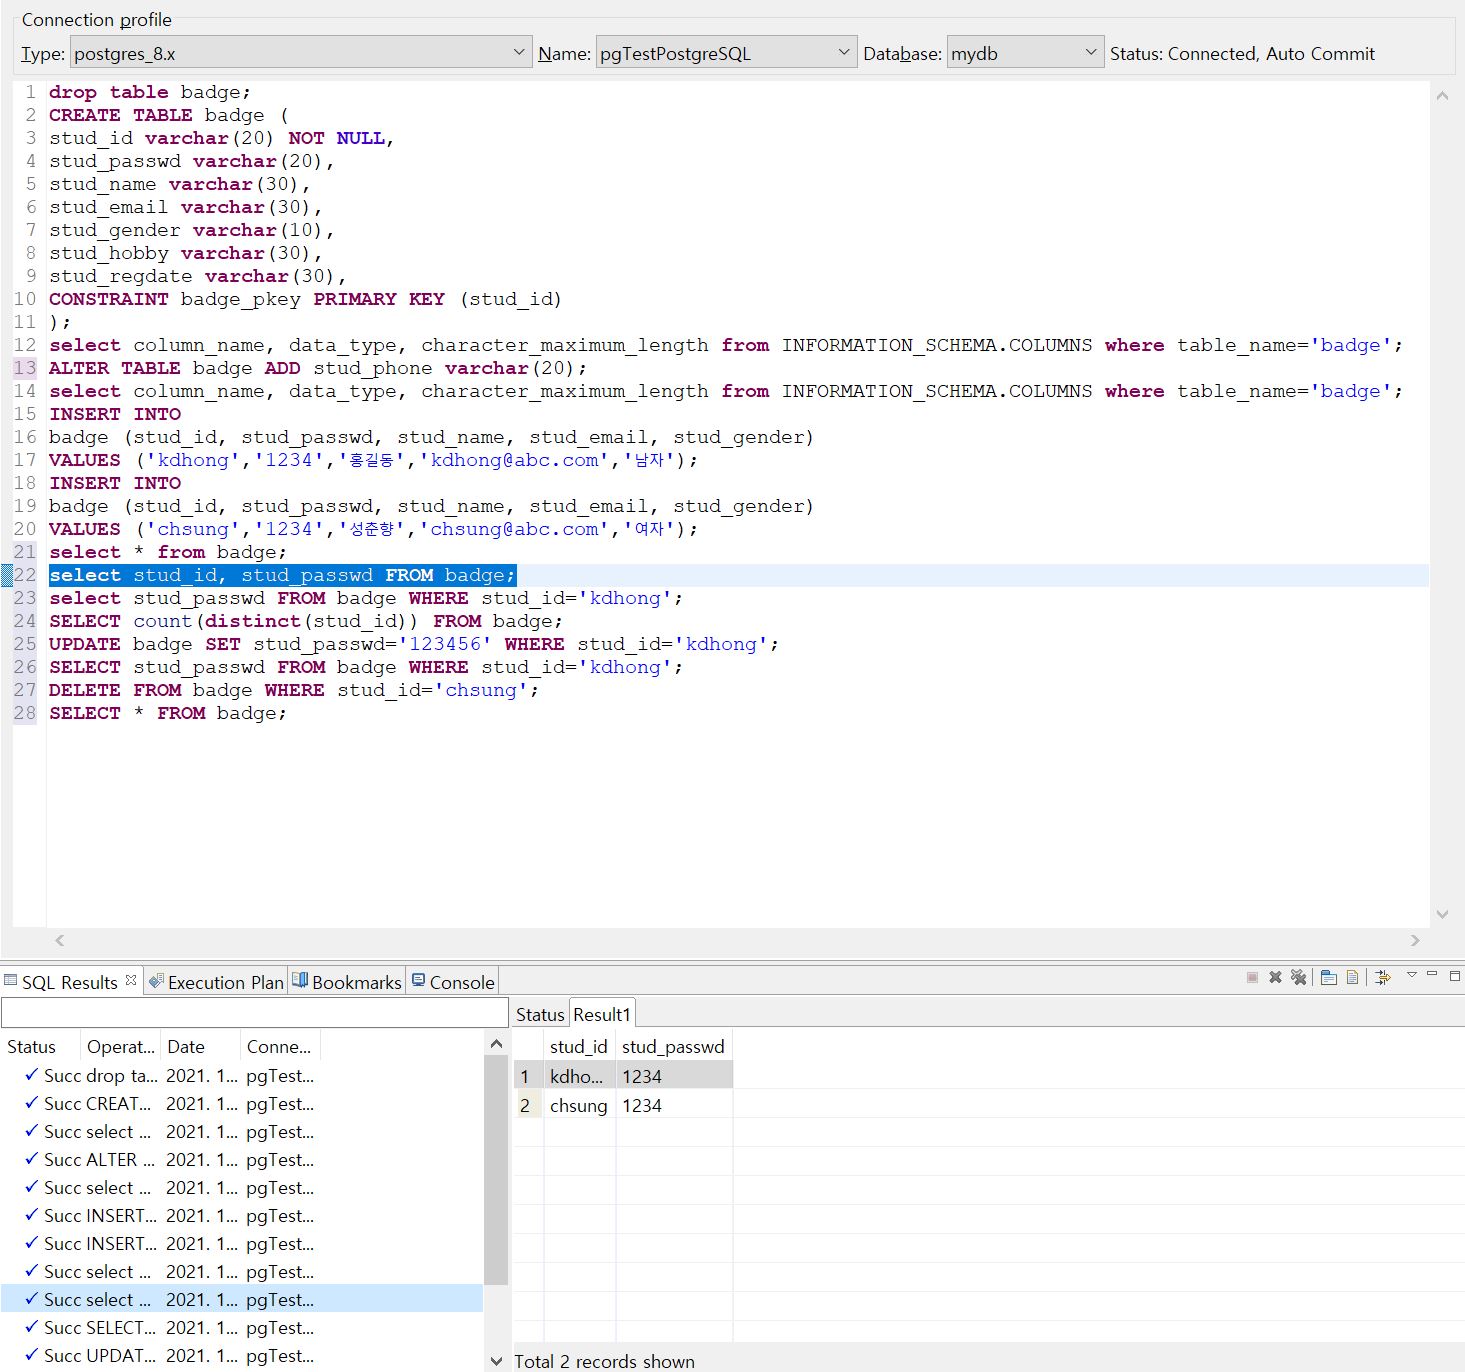 Connection profile
Type: postgres_8.x Name: pgTestPostgreSQL Database: mydb Status: Connected, Auto Commit
1 drop table badge;
2 CREATE TABLE badge (
3 stud_id varchar(20) NOT NULL,
4 stud_passwd varchar(20),
5 stud_name varchar(30),
6 stud_email varchar(30),
7 stud_gender varchar(10),
8 stud_hobby varchar(30),
9 stud_regdate varchar(30),
10 CONSTRAINT badge_pkey PRIMARY KEY (stud_id)
11 );
12 select column_name, data_type, character_maximum_length from INFORMATION_SCHEMA.COLUMNS where table_name='badge';
13 ALTER TABLE badge ADD stud_phone varchar(20);
14 select column_name, data_type, character_maximum_length from INFORMATION_SCHEMA.COLUMNS where table_name='badge';
15 INSERT INTO
16 badge (stud_id, stud_passwd, stud_name, stud_email, stud_gender)
17 VALUES ('kdhong','1234','홍길동','kdhong@abc.com','남자');
18 INSERT INTO
19 badge (stud_id, stud_passwd, stud_name, stud_email, stud_gender)
20 VALUES ('chsung','1234','성춘향','chsung@abc.com','여자');
21 select * from badge;
22 select stud_id, stud_passwd FROM badge;
23 select stud_passwd FROM badge WHERE stud_id='kdhong';
24 SELECT count(distinct(stud_id)) FROM badge;
25 UPDATE badge SET stud_passwd='123456' WHERE stud_id='kdhong';
26 SELECT stud_passwd FROM badge WHERE stud_id='kdhong';
27 DELETE FROM badge WHERE stud_id='chsung';
28 SELECT * FROM badge;
SQL Results Execution Plan Bookmarks Console
Status Operat... Date Conne...
Succ drop ta... 2021. 1... pgTest...
Succ CREAT... 2021. 1... pgTest...
Succ select ... 2021. 1... pgTest...
Succ ALTER ... 2021. 1... pgTest...
Succ select ... 2021. 1... pgTest...
Succ INSERT... 2021. 1... pgTest...
Succ INSERT... 2021. 1... pgTest...
Succ select ... 2021. 1... pgTest...
Succ select ... 2021. 1... pgTest...
Succ SELECT... 2021. 1... pgTest...
Succ UPDAT... 2021. 1... pgTest...
Status Result1
stud_id stud_passwd
1 kdho... 1234
2 chsung 1234
Total 2 records shown